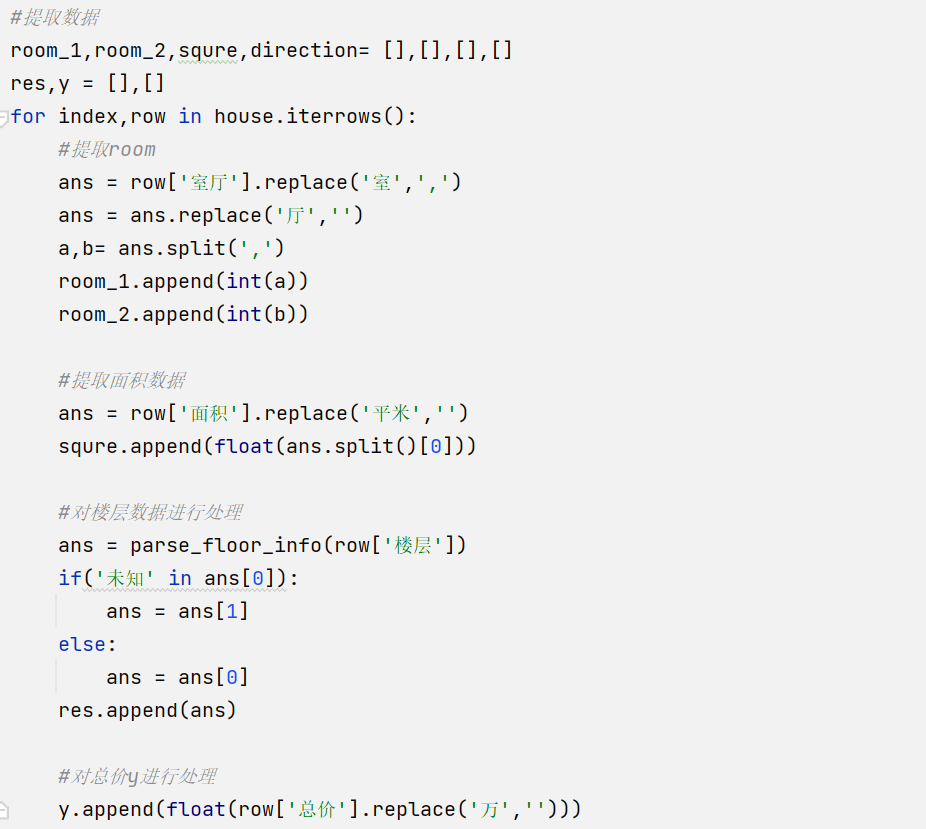 #提取数据
room_1,room_2,squre,direction= [],[],[],[]
res,y = [],[]
for index,row in house.iterrows():
    #提取room
    ans = row['室厅'].replace('室',',')
    ans = ans.replace('厅','')
    a,b= ans.split(',')
    room_1.append(int(a))
    room_2.append(int(b))

    #提取面积数据
    ans = row['面积'].replace('平米','')
    squre.append(float(ans.split()[0]))

    #对楼层数据进行处理
    ans = parse_floor_info(row['楼层'])
    if('未知' in ans[0]):
        ans = ans[1]
    else:
        ans = ans[0]
    res.append(ans)

    #对总价y进行处理
    y.append(float(row['总价'].replace('万','')))